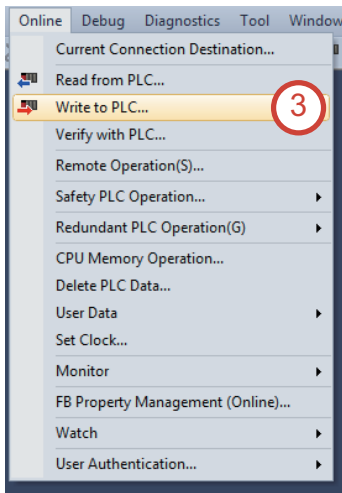 Online Debug Diagnostics Tool Window
Current Connection Destination...
Read from PLC...
Write to PLC...
3
Verify with PLC...
Remote Operation(S)...
Safety PLC Operation...
Redundant PLC Operation(G)
CPU Memory Operation...
Delete PLC Data...
User Data
Set Clock...
Monitor
FB Property Management (Online)...
Watch
User Authentication...